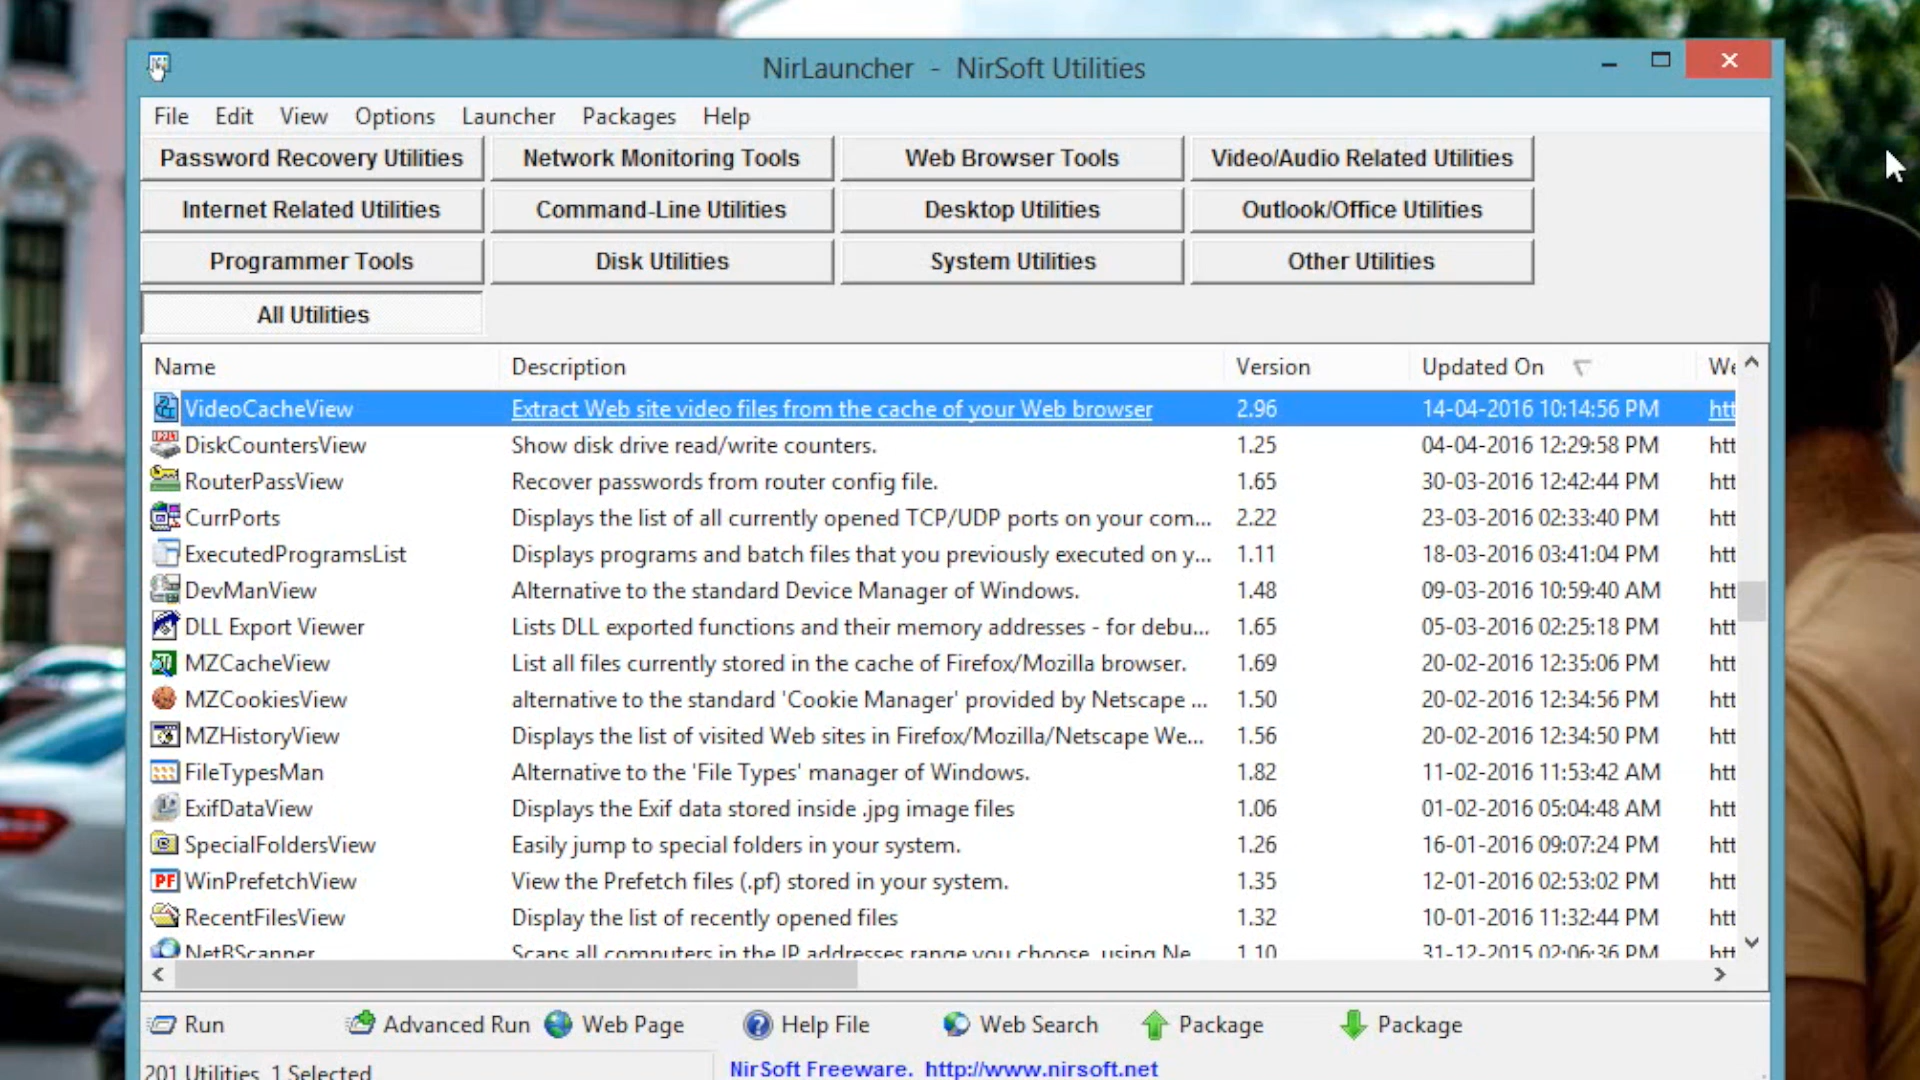 NirLauncher - NirSoft Utilities
File Edit View Options Launcher Packages Help
Password Recovery Utilities Network Monitoring Tools Web Browser Tools Video/Audio Related Utilities
Internet Related Utilities Command-Line Utilities Desktop Utilities Outlook/Office Utilities
Programmer Tools Disk Utilities System Utilities Other Utilities
All Utilities
Name Description Version Updated On We
VideoCacheView Extract Web site video files from the cache of your Web browser 2.96 14-04-2016 10:14:56 PM htt
DiskCountersView Show disk drive read/write counters. 1.25 04-04-2016 12:29:58 PM htt
RouterPassView Recover passwords from router config file. 1.65 30-03-2016 12:42:44 PM htt
CurrPorts Displays the list of all currently opened TCP/UDP ports on your com... 2.22 23-03-2016 02:33:40 PM htt
ExecutedProgramsList Displays programs and batch files that you previously executed on y... 1.11 18-03-2016 03:41:04 PM htt
DevManView Alternative to the standard Device Manager of Windows. 1.48 09-03-2016 10:59:40 AM htt
DLL Export Viewer Lists DLL exported functions and their memory addresses - for debu... 1.65 05-03-2016 02:25:18 PM htt
MZCacheView List all files currently stored in the cache of Firefox/Mozilla browser. 1.69 20-02-2016 12:35:06 PM htt
MZCookiesView alternative to the standard 'Cookie Manager' provided by Netscape ... 1.50 20-02-2016 12:34:56 PM htt
MZHistoryView Displays the list of visited Web sites in Firefox/Mozilla/Netscape We... 1.56 20-02-2016 12:34:50 PM htt
FileTypesMan Alternative to the 'File Types' manager of Windows. 1.82 11-02-2016 11:53:42 AM htt
ExifDataView Displays the Exif data stored inside .jpg image files 1.06 01-02-2016 05:04:48 AM htt
SpecialFoldersView Easily jump to special folders in your system. 1.26 16-01-2016 09:07:24 PM htt
PF WinPrefetchView View the Prefetch files (.pf) stored in your system. 1.35 12-01-2016 02:53:02 PM htt
RecentFilesView Display the list of recently opened files 1.32 10-01-2016 11:32:44 PM htt
NetBScanner Scans all computers in the IP addresses range you choose, using Ne 1.10 31-12-2015 02:06:36 PM htt
Run Advanced Run Web Page Help File Web Search Package Package
201 Utilities, 1 Selected NirSoft Freeware. http://www.nirsoft.net